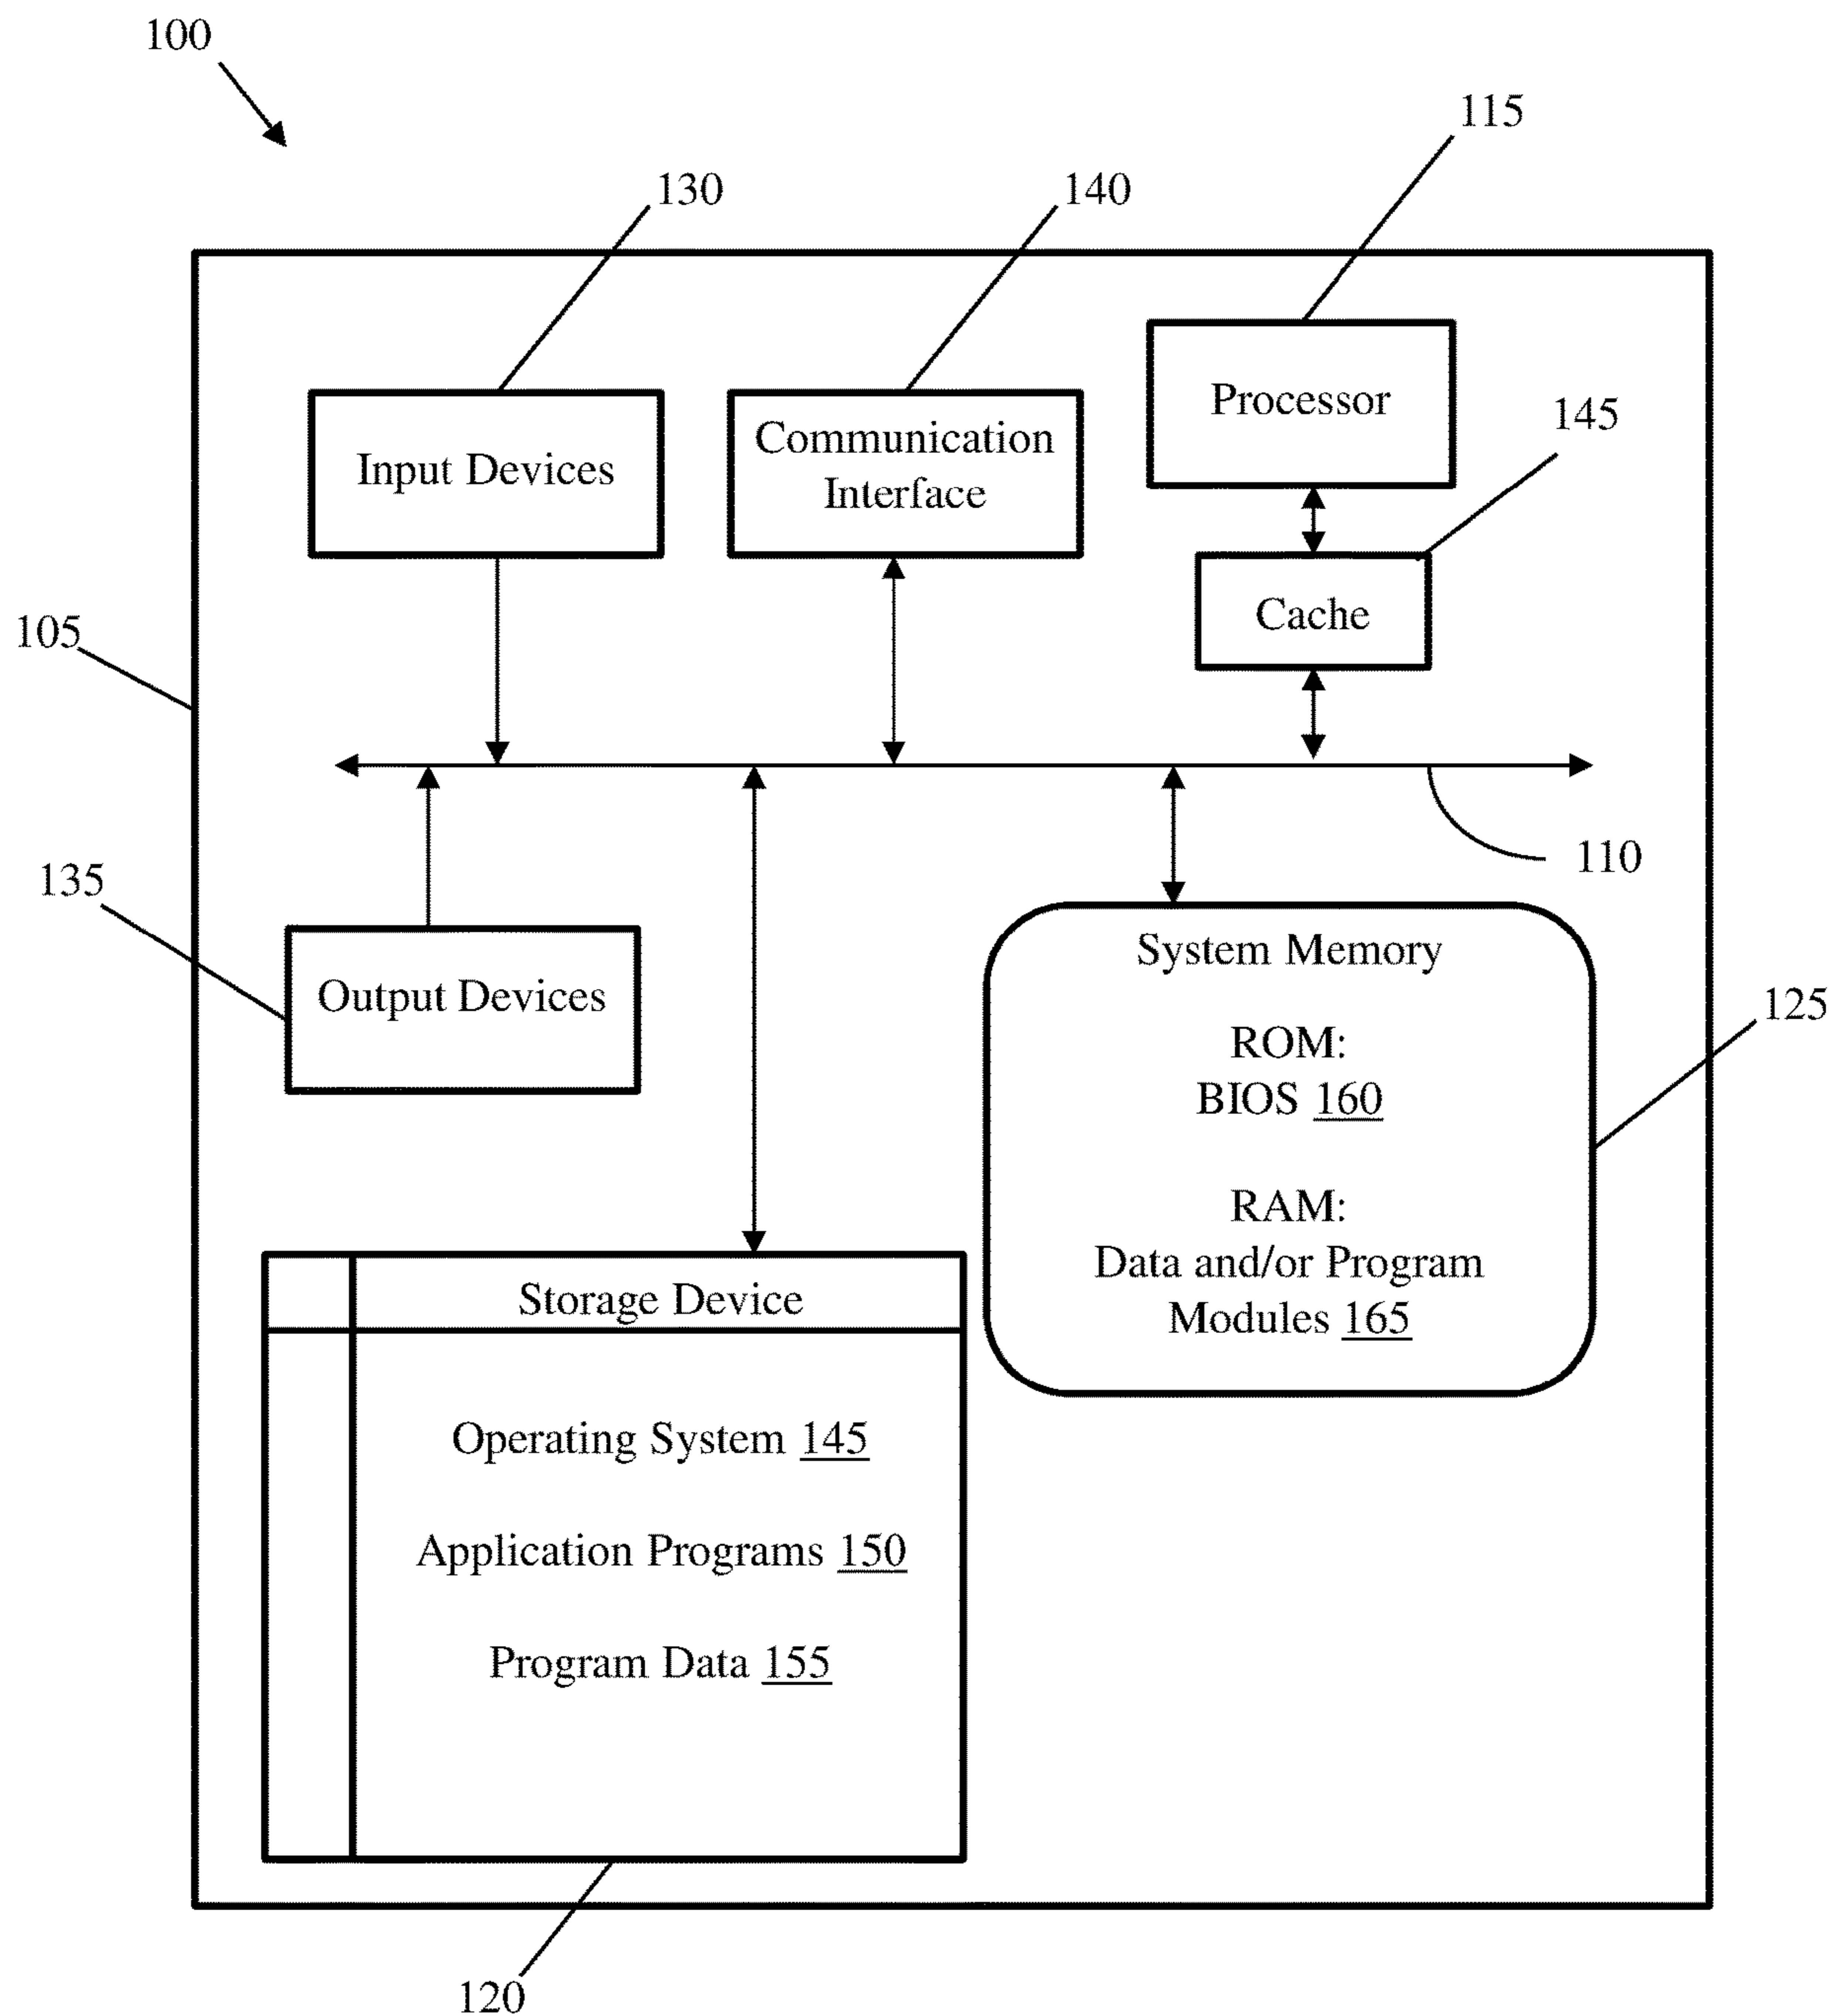 100
115
130
140
Processor
145
Input Devices
Communication
Interface
Cache
105
110
135
Output Devices
System Memory
ROM:
BIOS 160
125
RAM:
Data and/or Program
Modules 165
Storage Device
Operating System 145
Application Programs 150
Program Data 155
120